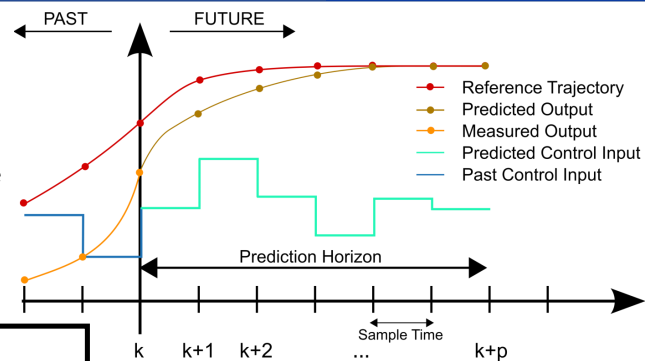 PAST
FUTURE
Reference Trajectory
Predicted Output
Measured Output
Predicted Control Input
Past Control Input
Prediction Horizon
Sample Time
k
k+1
k+2
...
k+p